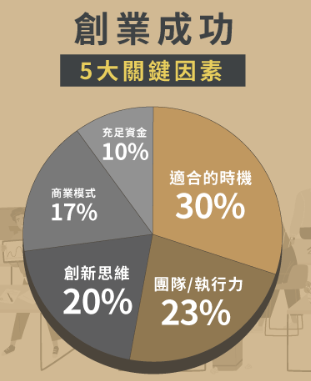 創業成功
5大關鍵因素
充足資金
10%
適合的時機
30%
商業模式
17%
創新思維
20%
團隊/執行力
23%